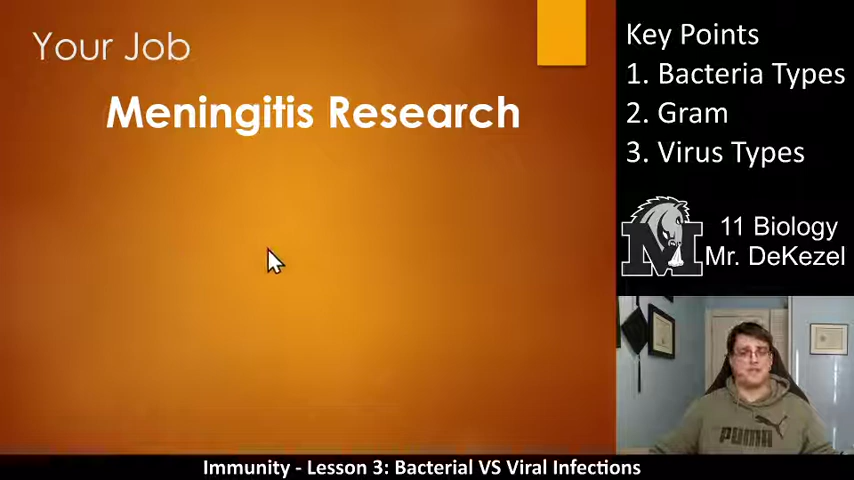 Your Job
Meningitis Research
Key Points
1. Bacteria Types
2. Gram
3. Virus Types
M
11 Biology
Mr. DeKezel
PUMA
Immunity - Lesson 3: Bacterial VS Viral Infections